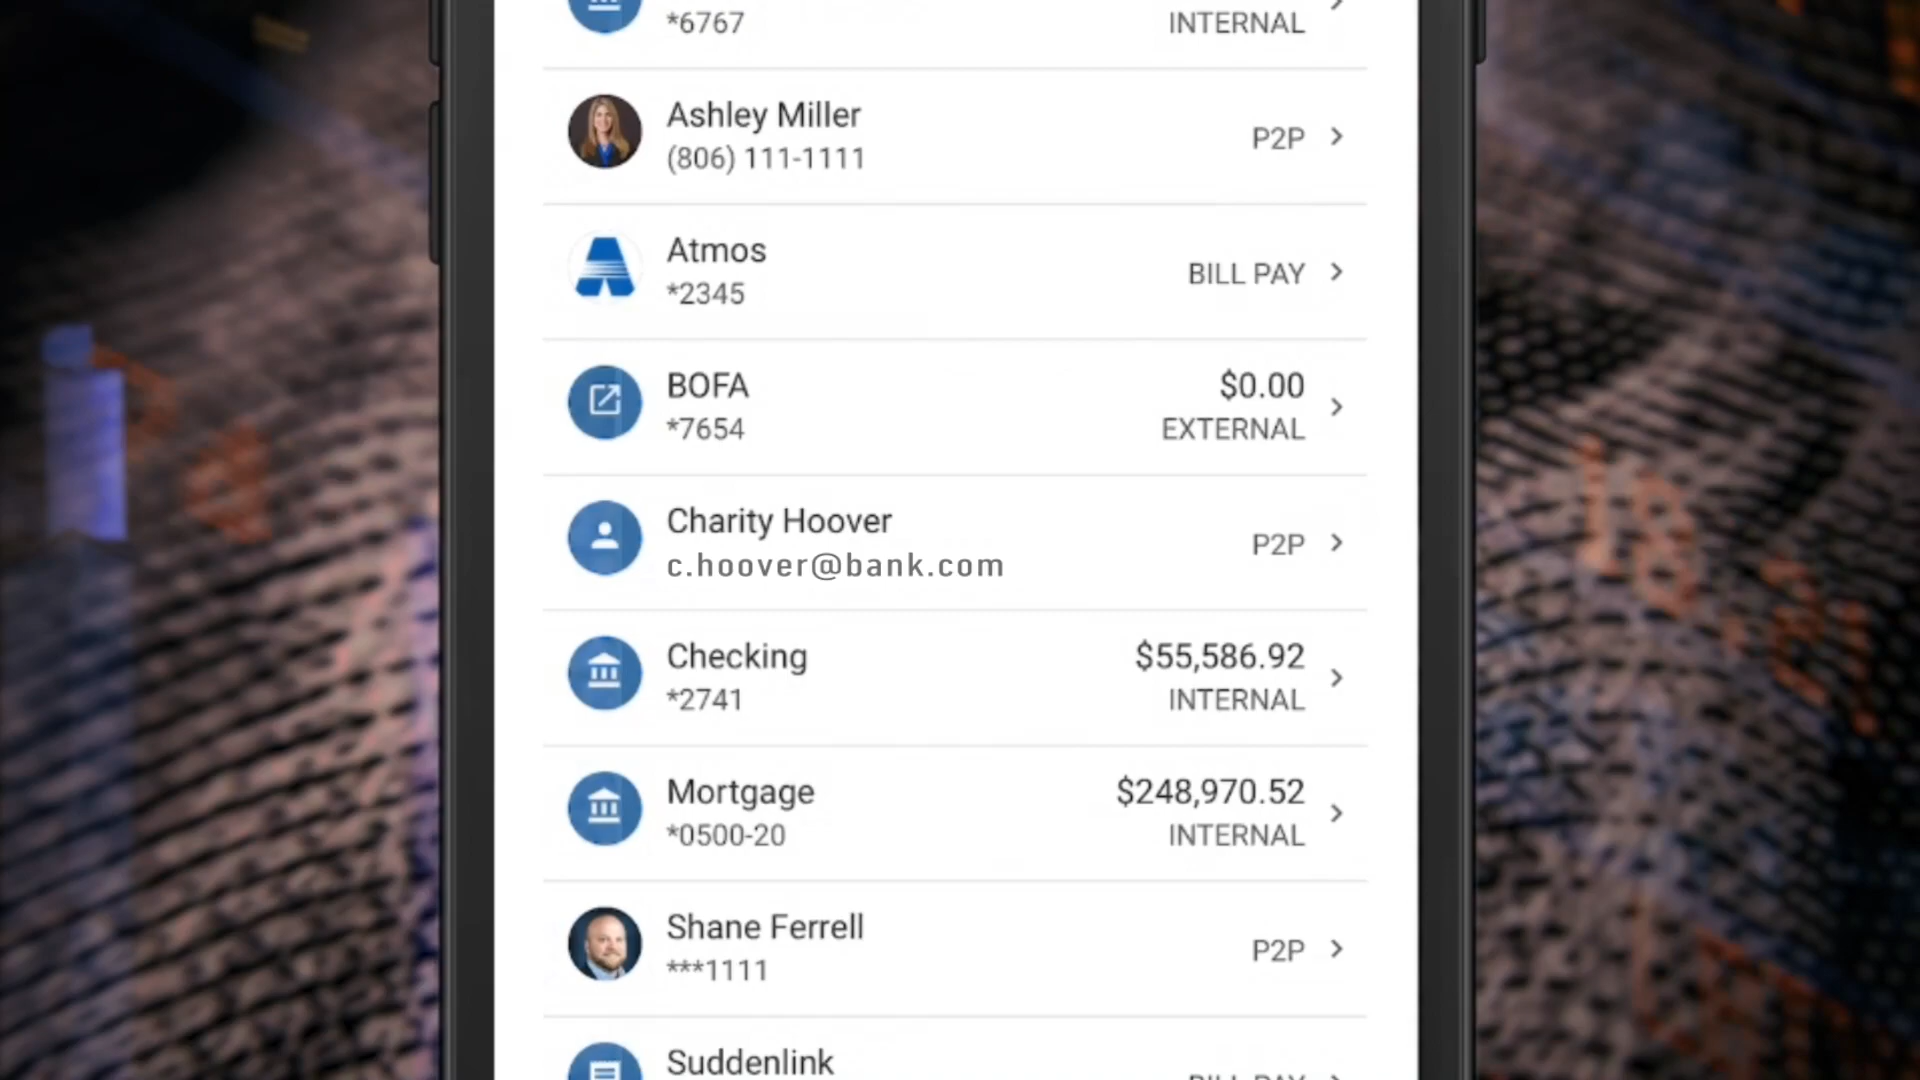 *6767
INTERNAL
Ashley Miller
(806) 111-1111
P2P
Atmos
*2345
BILL PAY
BOFA
*7654
$0.00
EXTERNAL
Charity Hoover
c.hoover@bank.com
P2P
Checking
*2741
$55,586.92
INTERNAL
Mortgage
*0500-20
$248,970.52
INTERNAL
Shane Ferrell
***1111
P2P
Suddenlink
BILL PAY